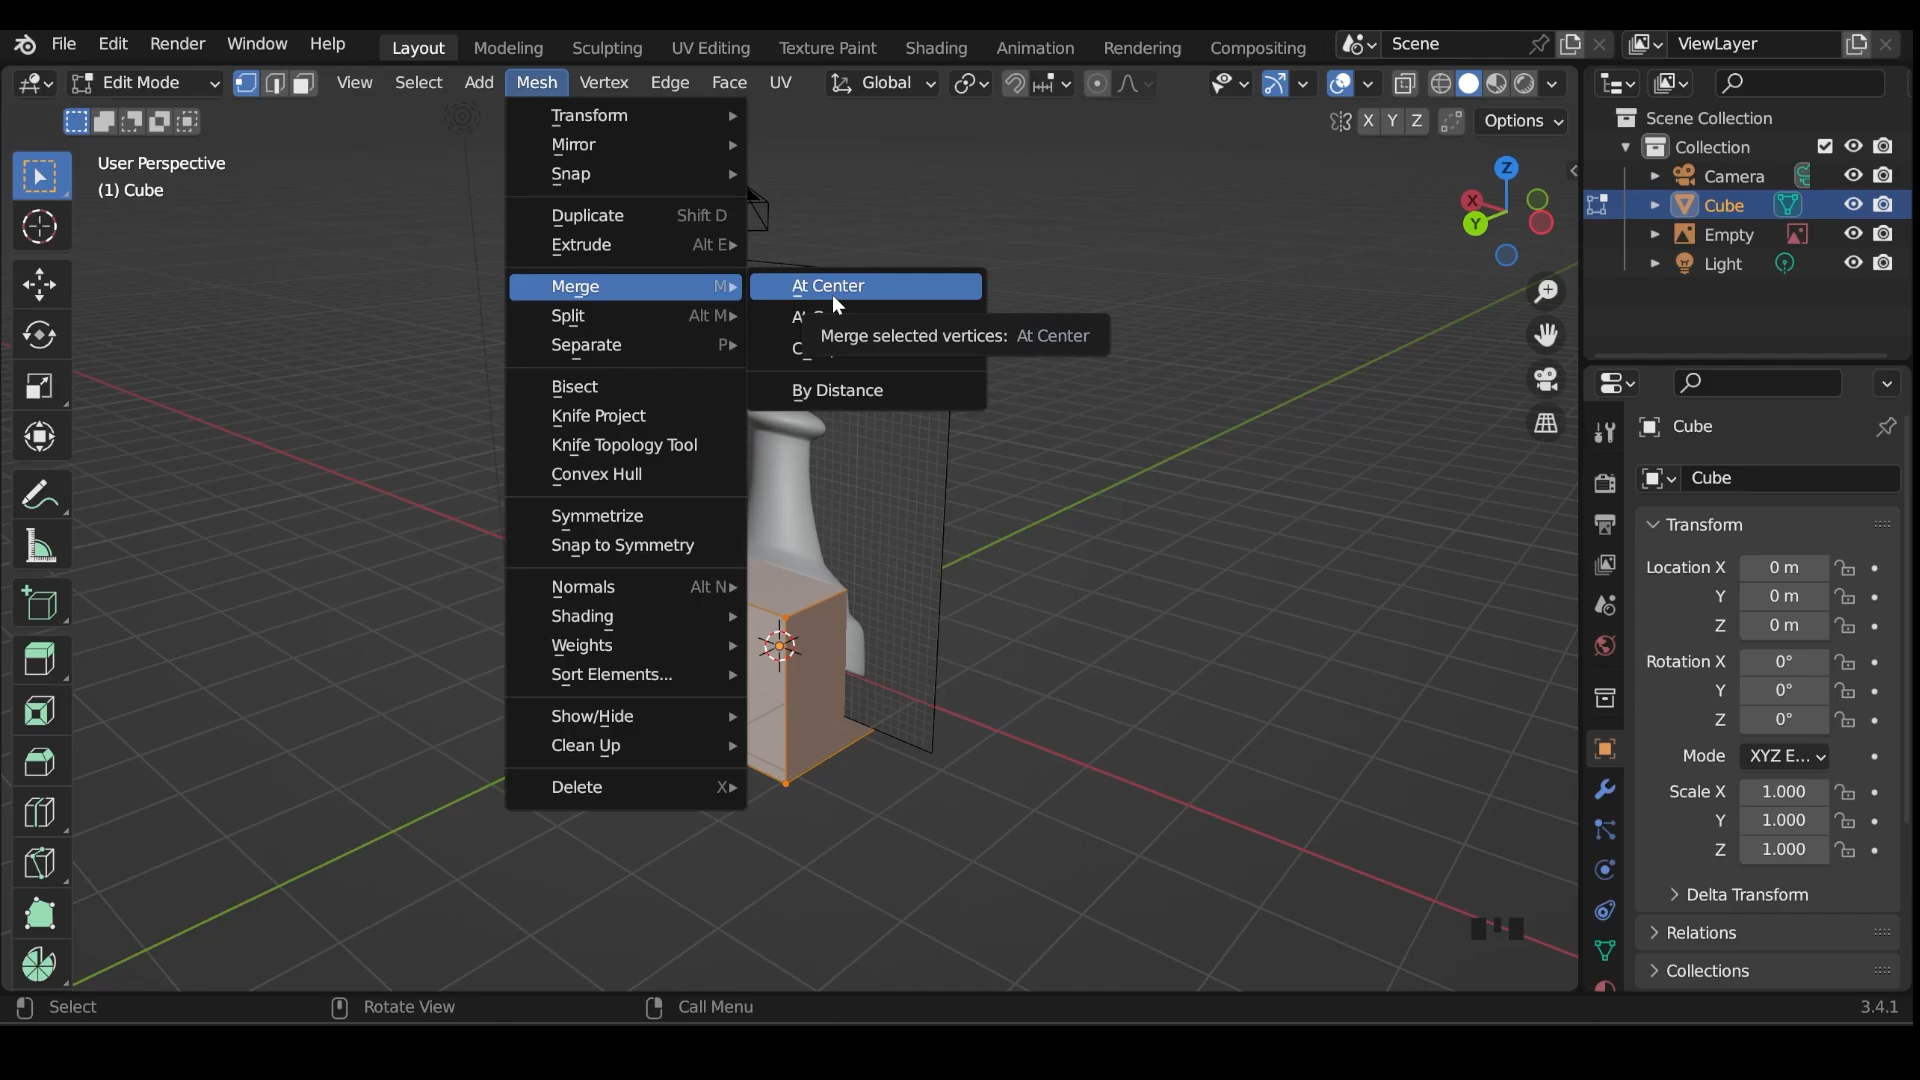 File Edit Render Window Help Layout Modeling Sculpting UV Editing Texture Paint Shading Animation Rendering Compositing Scene ViewLayer
Edit Mode View Select Add Mesh Vertex Edge Face UV Global
X Y Z Options
User Perspective
(1) Cube
Transform
Mirror
Snap
Duplicate Shift D
Extrude Alt E
Merge M
Split Alt M
Separate P
Bisect
Knife Project
Knife Topology Tool
Convex Hull
Symmetrize
Snap to Symmetry
Normals Alt N
Shading
Weights
Sort Elements...
Show/Hide
Clean Up
Delete X
At Center
Merge selected vertices: At Center
By Distance
Z
X
Y
Scene Collection
Collection
Camera
Cube
Empty
Light
Cube
Cube
Transform
Location X 0 m
Y 0 m
Z 0 m
Rotation X 0°
Y 0°
Z 0°
Mode XYZ E...
Scale X 1.000
Y 1.000
Z 1.000
Delta Transform
Relations
Collections
Select Rotate View Call Menu 3.4.1